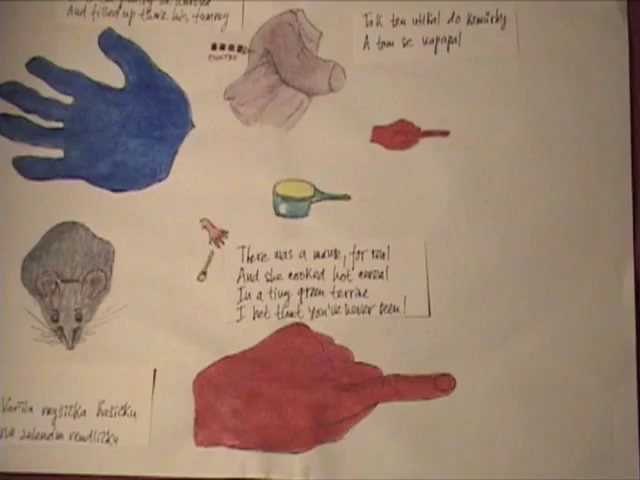 And filled up there his tummy
Tak ten utíkal do komůrky
A tam se napapal
There was a mouse, for real
And she cooked hot cereal
In a tiny green terrine
I bet that you've never seen!
Vařila myšička kašičku
na zeleném rendlíčku